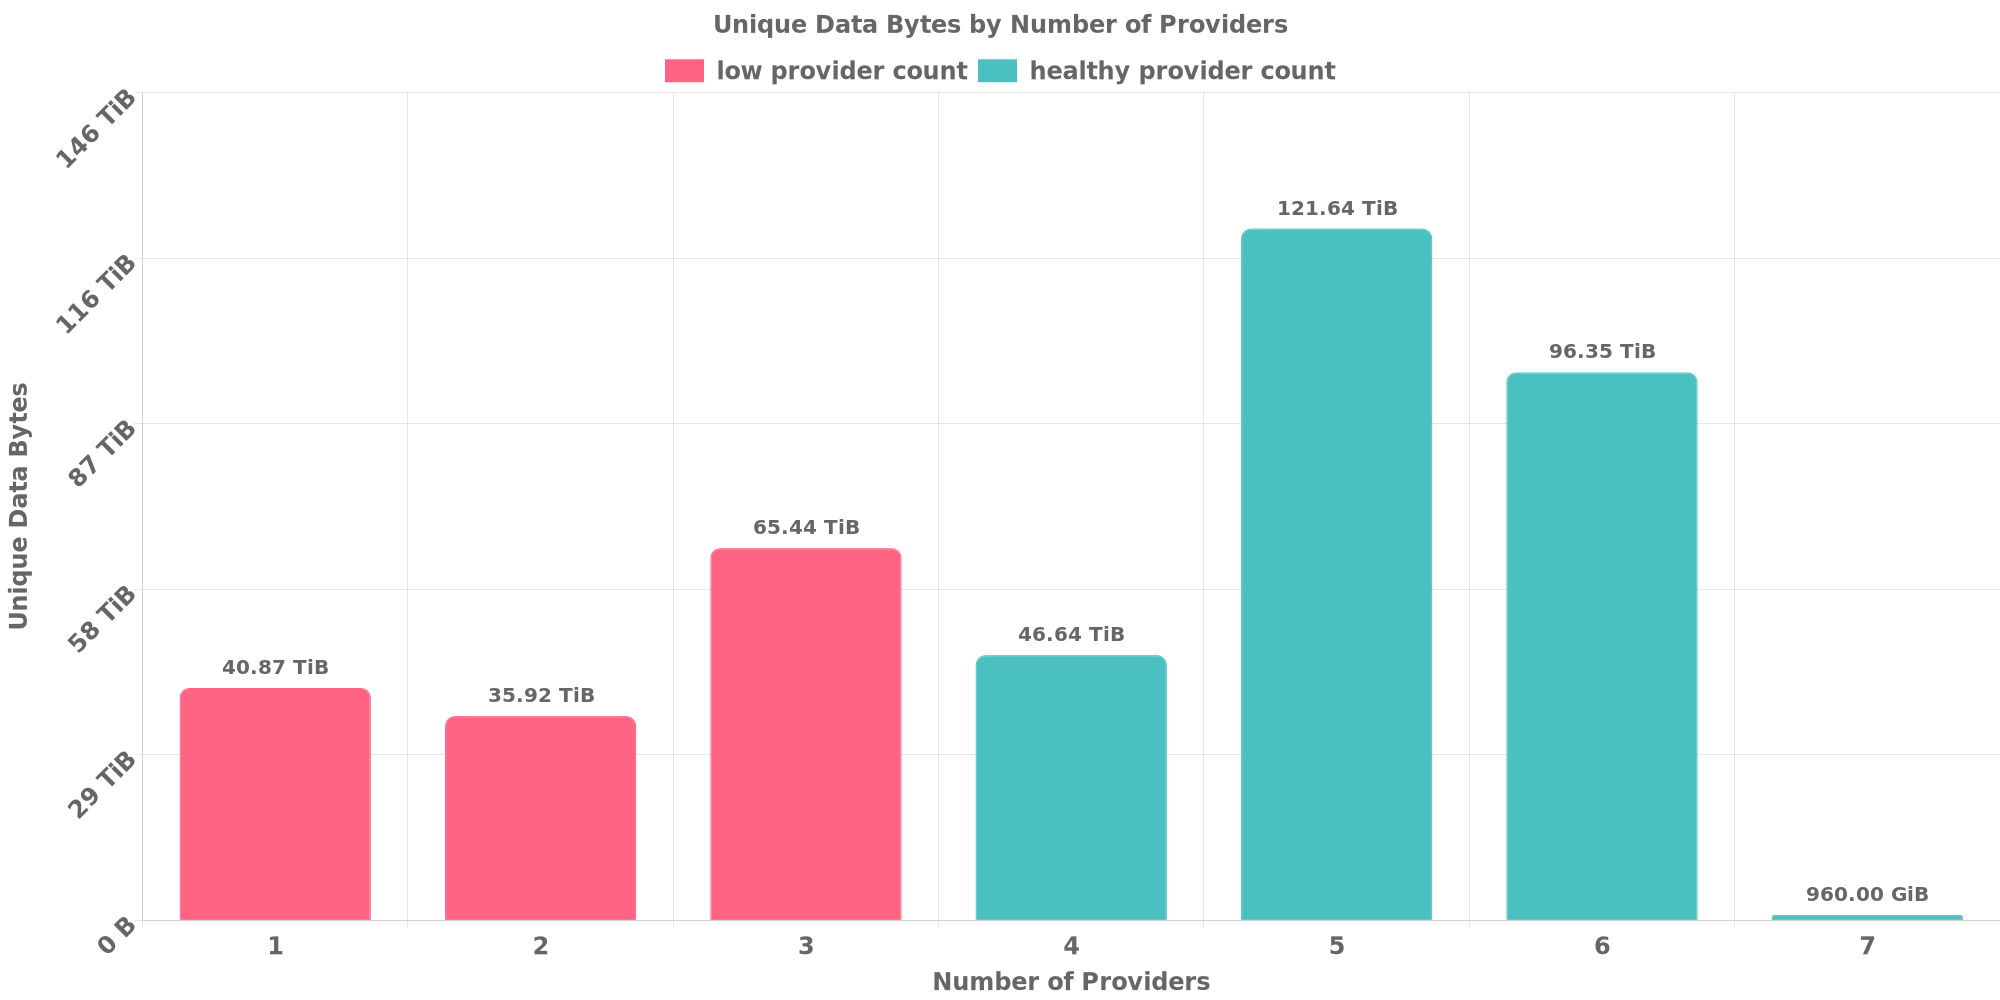 Unique Data Bytes by Number of Providers
low provider count healthy provider count
146 TiB
116 TiB
87 TiB
58 TiB
29 TiB
0 B
Unique Data Bytes
40.87 TiB
35.92 TiB
65.44 TiB
46.64 TiB
121.64 TiB
96.35 TiB
960.00 GiB
1 2 3 4 5 6 7
Number of Providers